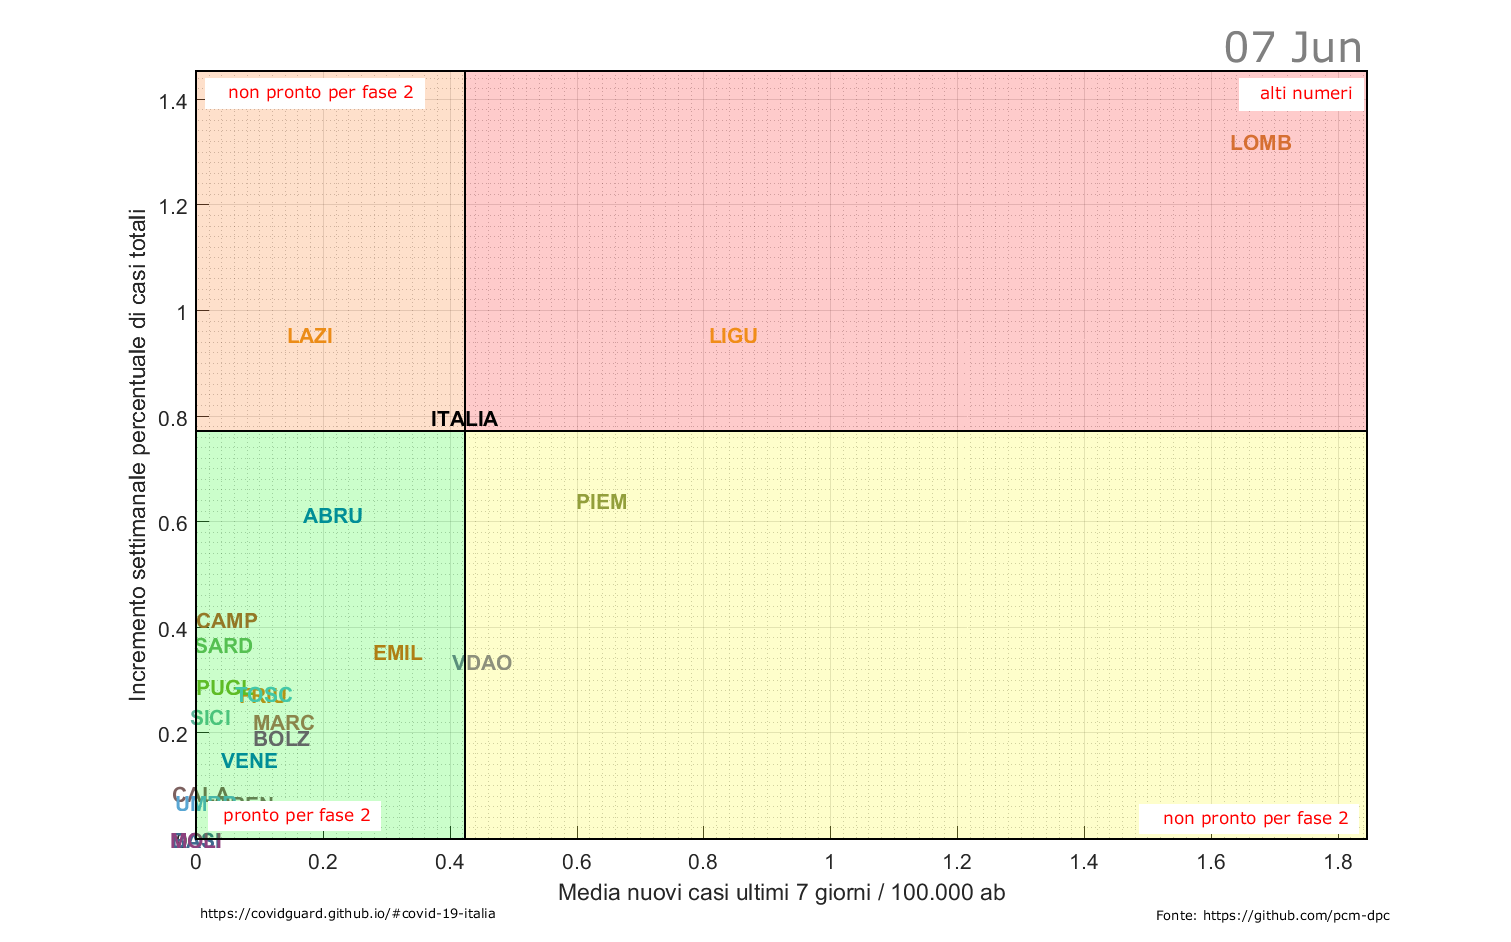 07 Jun
non pronto per fase 2
alti numeri
1.4
LOMB
1.2
Incremento settimanale percentuale di casi totali
1
LAZI
LIGU
0.8
ITALIA
PIEM
0.6
ABRU
CAMP
0.4
SARD
EMIL
VDAO
PUGL
TOSC
SICI
MARC
0.2
BOLZ
VENE
CALA
pronto per fase 2
non pronto per fase 2
0 0.2 0.4 0.6 0.8 1 1.2 1.4 1.6 1.8
Media nuovi casi ultimi 7 giorni / 100.000 ab
https://covidguard.github.io/#covid-19-italia
Fonte: https://github.com/pcm-dpc